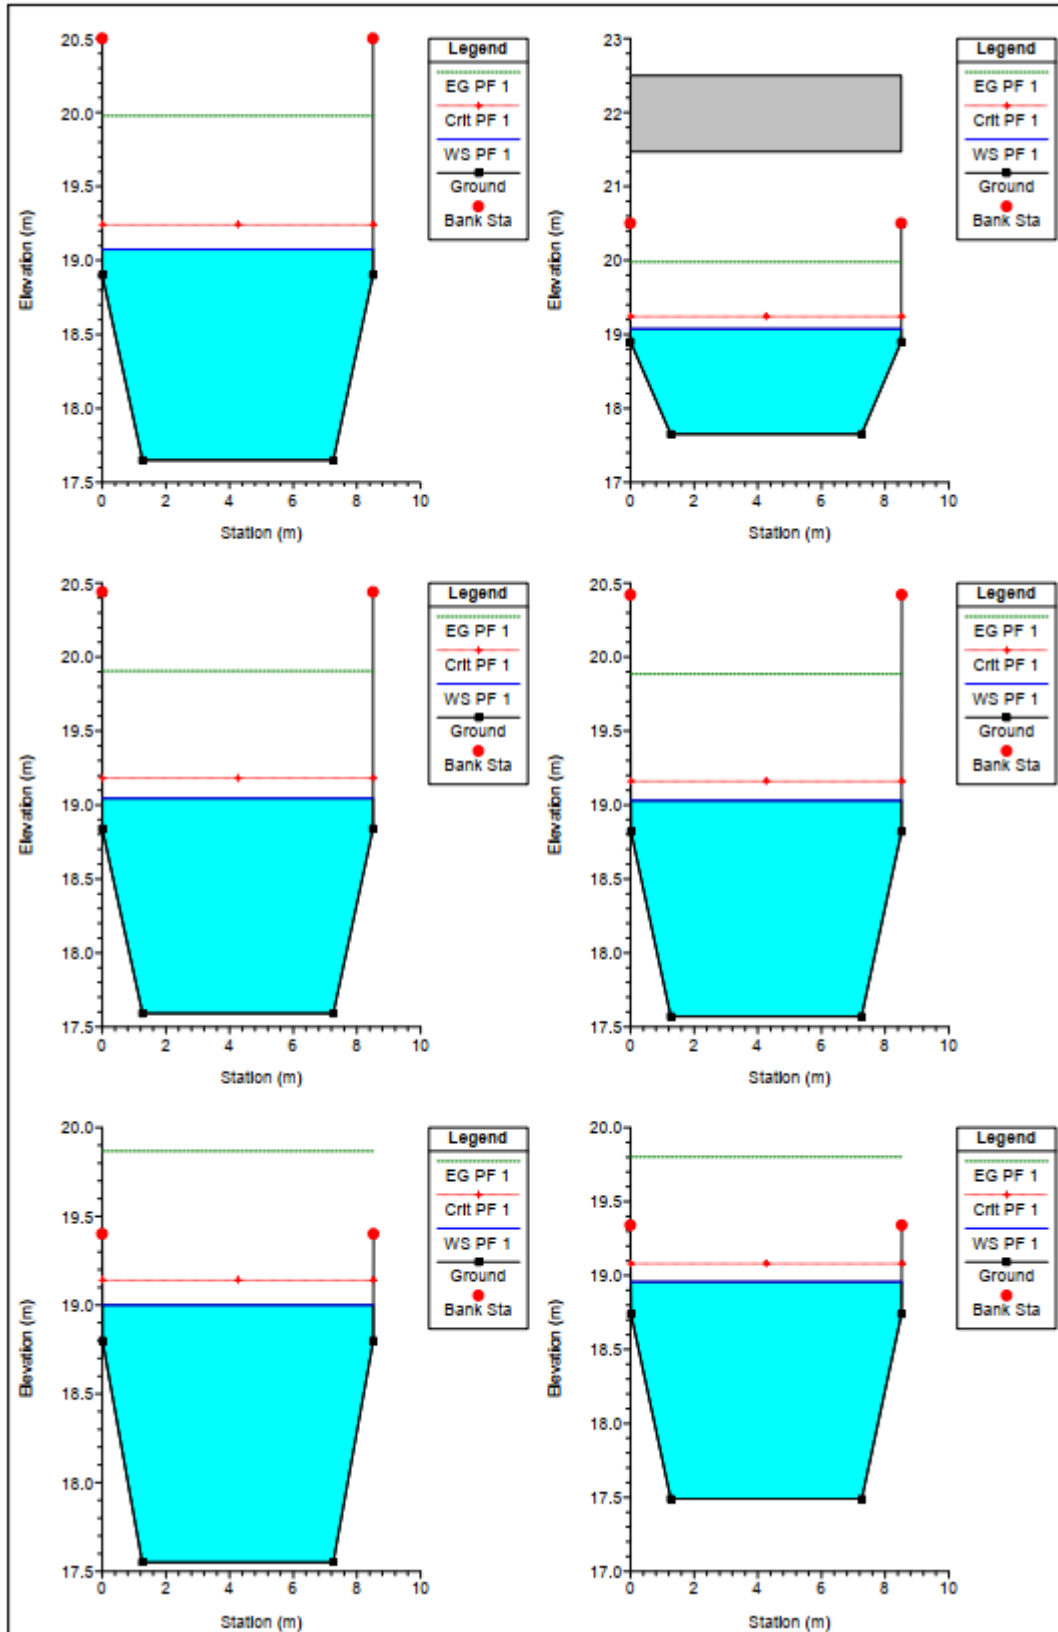 20.5
20.0
19.5
19.0
18.5
18.0
17.5
0 2 4 6 8 10
Station (m)
Elevation (m)
Legend
EG PF 1
Crit PF 1
WS PF 1
Ground
Bank Sta
23
22
21
20
19
18
17
0 2 4 6 8 10
Station (m)
Elevation (m)
Legend
EG PF 1
Crit PF 1
WS PF 1
Ground
Bank Sta
20.5
20.0
19.5
19.0
18.5
18.0
17.5
0 2 4 6 8 10
Station (m)
Elevation (m)
Legend
EG PF 1
Crit PF 1
WS PF 1
Ground
Bank Sta
20.5
20.0
19.5
19.0
18.5
18.0
17.5
0 2 4 6 8 10
Station (m)
Elevation (m)
Legend
EG PF 1
Crit PF 1
WS PF 1
Ground
Bank Sta
20.0
19.5
19.0
18.5
18.0
17.5
0 2 4 6 8 10
Station (m)
Elevation (m)
Legend
EG PF 1
Crit PF 1
WS PF 1
Ground
Bank Sta
20.0
19.5
19.0
18.5
18.0
17.5
17.0
0 2 4 6 8 10
Station (m)
Elevation (m)
Legend
EG PF 1
Crit PF 1
WS PF 1
Ground
Bank Sta